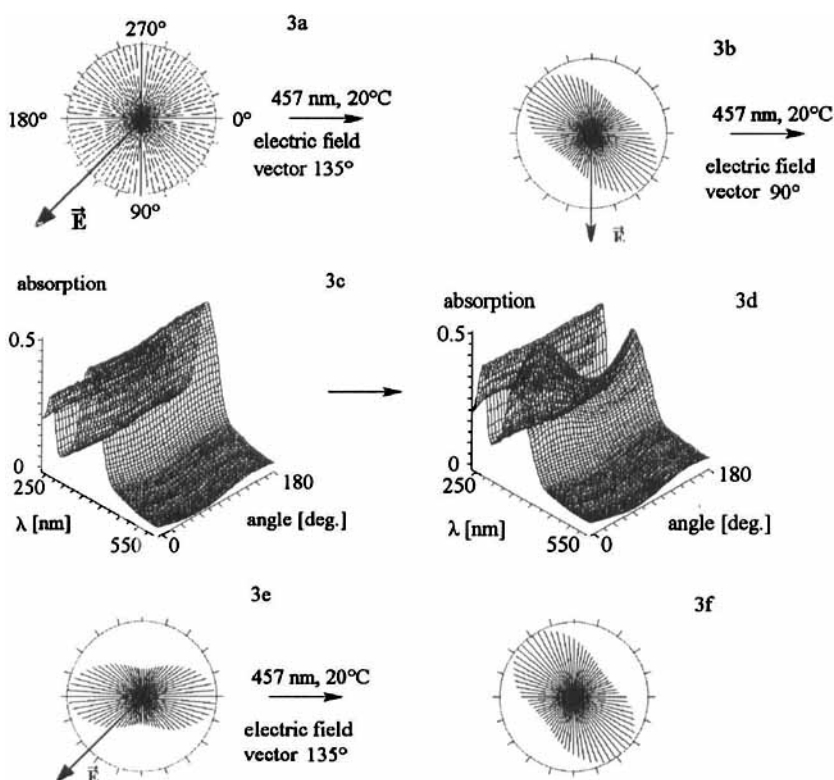 3a
270°
180°
0°
90°
E
457 nm, 20°C
electric field
vector 135°
3b
457 nm, 20°C
electric field
vector 90°
E
absorption
3c
0.5
0
250
λ [nm]
550
0
angle [deg.]
180
absorption
3d
0.5
0
250
λ [nm]
550
0
angle [deg.]
180
3e
457 nm, 20°C
electric field
vector 135°
E
3f